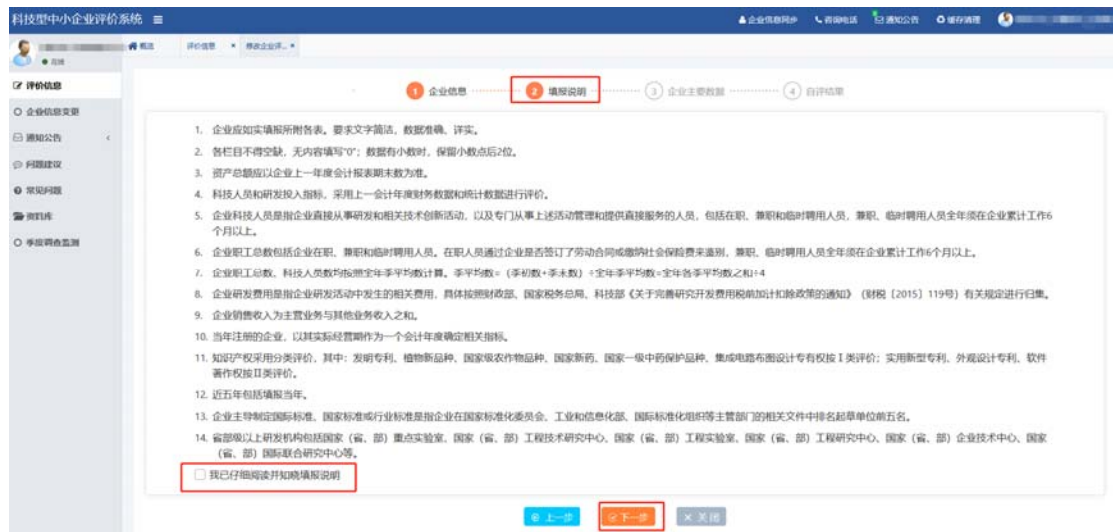 科技型中小企业评价系统
企业信息同步 咨询电话 通知公告 缓存清理
在线
概览 评价信息 × 修改企业评... ×
评价信息
企业信息变更
通知公告
问题建议
常见问题
资料库
季度调查监测
1 企业信息 2 填报说明 3 企业主要数据 4 自评结果
1. 企业应如实填报所附各表。要求文字简洁，数据准确、详实。
2. 各栏目不得空缺，无内容填写"0"；数据有小数时，保留小数点后2位。
3. 资产总额应以企业上一年度会计报表期末数为准。
4. 科技人员和研发投入指标，采用上一会计年度财务数据和统计数据进行评价。
5. 企业科技人员是指企业直接从事研发和相关技术创新活动，以及专门从事上述活动管理和提供直接服务的人员，包括在职、兼职和临时聘用人员，兼职、临时聘用人员全年须在企业累计工作6
个月以上。
6. 企业职工总数包括企业在职、兼职和临时聘用人员。在职人员通过企业是否签订了劳动合同或缴纳社会保险费来鉴别，兼职、临时聘用人员全年须在企业累计工作6个月以上。
7. 企业职工总数、科技人员数均按照全年季平均数计算。季平均数=（季初数+季末数）÷全年季平均数=全年各季平均数之和÷4
8. 企业研发费用是指企业研发活动中发生的相关费用，具体按照财政部、国家税务总局、科技部《关于完善研究开发费用税前加计扣除政策的通知》（财税〔2015〕119号）有关规定进行归集。
9. 企业销售收入为主营业务与其他业务收入之和。
10. 当年注册的企业，以其实际经营期作为一个会计年度确定相关指标。
11. 知识产权采用分类评价，其中：发明专利、植物新品种、国家级农作物品种、国家新药、国家一级中药保护品种、集成电路布图设计专有权按Ⅰ类评价；实用新型专利、外观设计专利、软件
著作权按Ⅱ类评价。
12. 近五年包括填报当年。
13. 企业主导制定国际标准、国家标准或行业标准是指企业在国家标准化委员会、工业和信息化部、国际标准化组织等主管部门的相关文件中排名起草单位前五名。
14. 省部级以上研发机构包括国家（省、部）重点实验室、国家（省、部）工程技术研究中心、国家（省、部）工程实验室、国家（省、部）工程研究中心、国家（省、部）企业技术中心、国家
（省、部）国际联合研究中心等。
我已仔细阅读并知晓填报说明
上一步 下一步 × 关闭